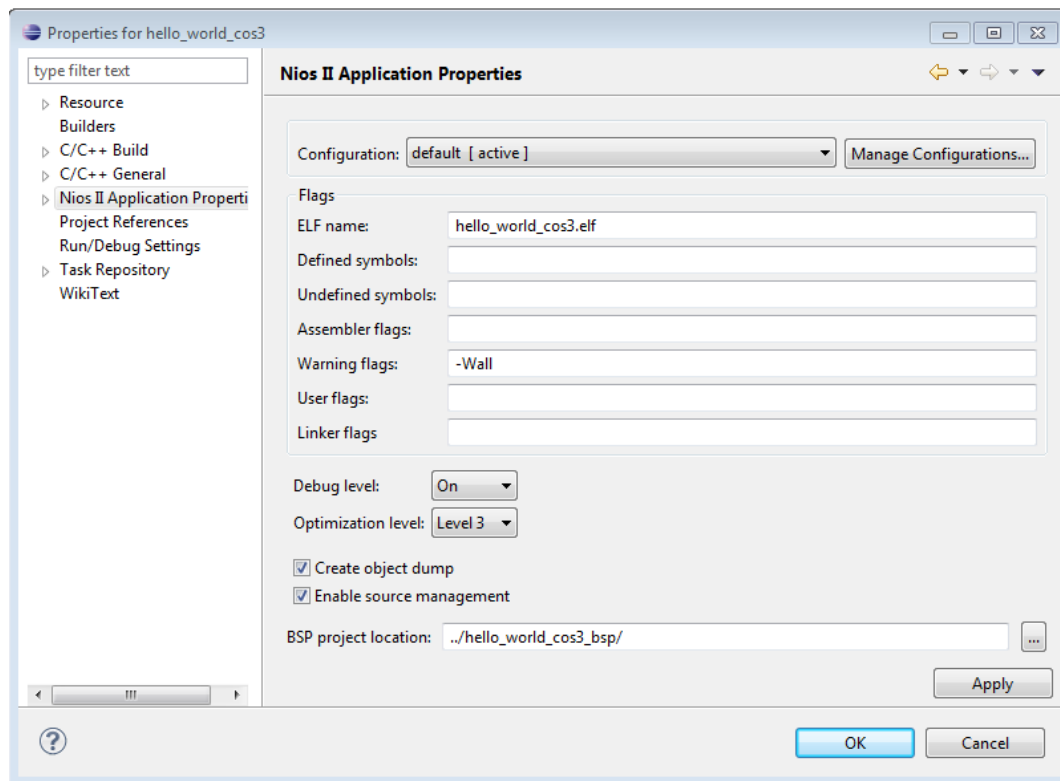 Properties for hello_world_cos3
type filter text
Resource
Builders
C/C++ Build
C/C++ General
Nios II Application Properti
Project References
Run/Debug Settings
Task Repository
WikiText
Nios II Application Properties
Configuration: default [ active ] Manage Configurations...
Flags
ELF name: hello_world_cos3.elf
Defined symbols:
Undefined symbols:
Assembler flags:
Warning flags: -Wall
User flags:
Linker flags
Debug level: On
Optimization level: Level 3
Create object dump
Enable source management
BSP project location: ../hello_world_cos3_bsp/ ...
Apply
? OK Cancel